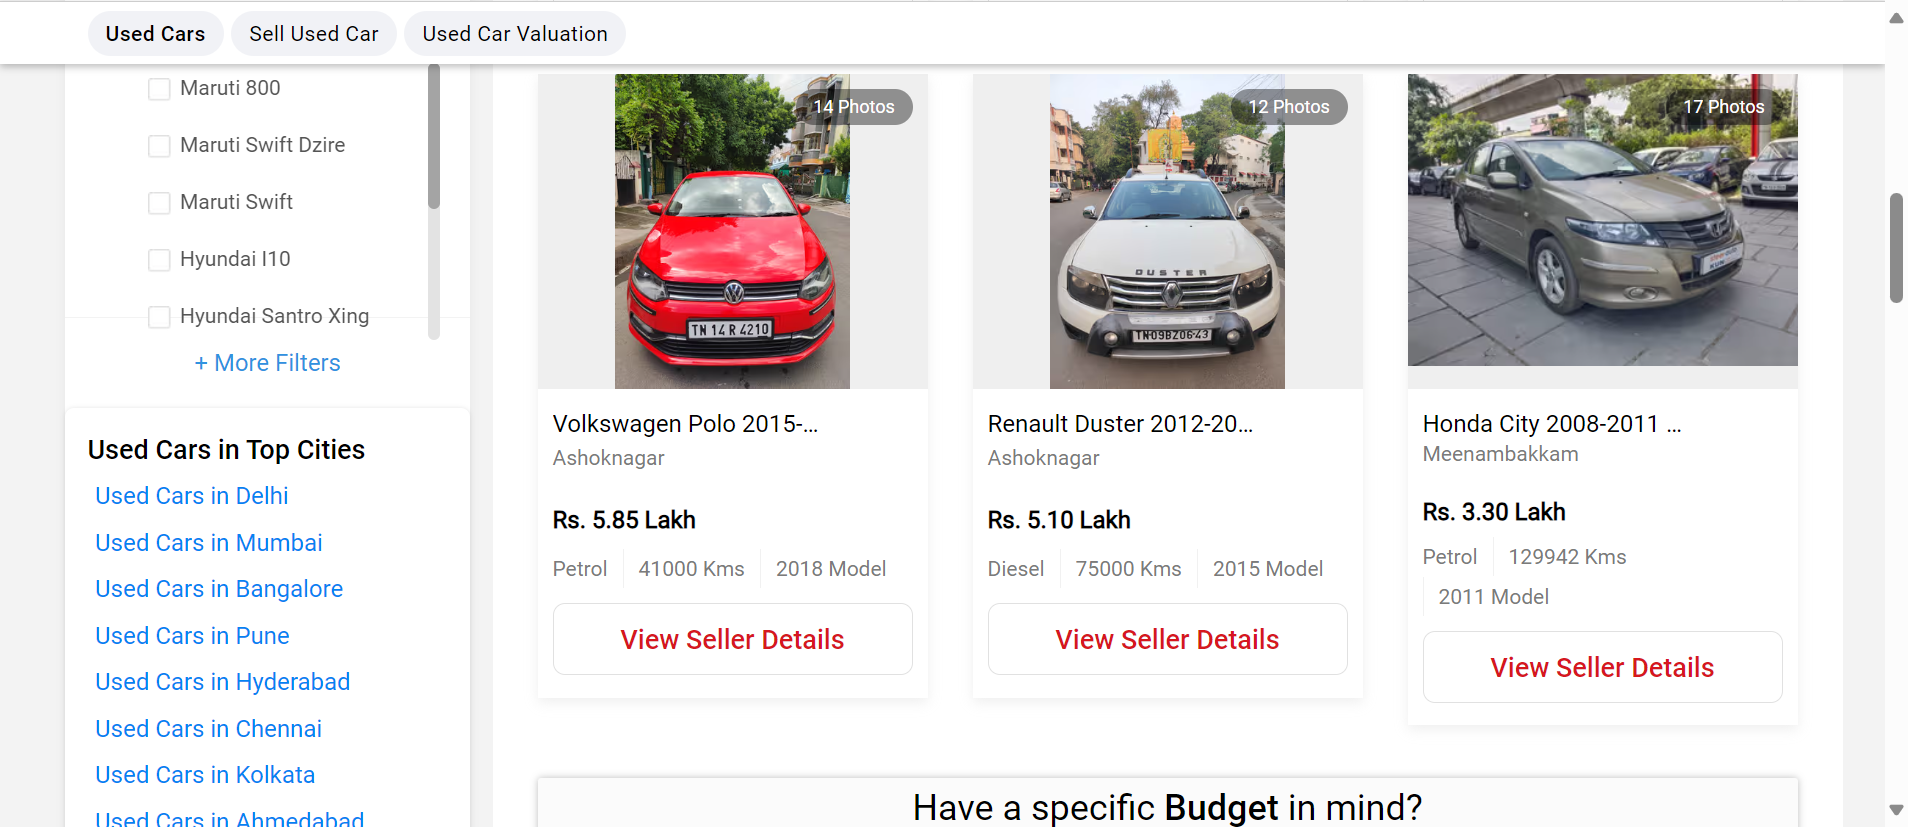 Used Cars
Sell Used Car
Used Car Valuation
Maruti 800
Maruti Swift Dzire
Maruti Swift
Hyundai I10
Hyundai Santro Xing
+ More Filters
Used Cars in Top Cities
Used Cars in Delhi
Used Cars in Mumbai
Used Cars in Bangalore
Used Cars in Pune
Used Cars in Hyderabad
Used Cars in Chennai
Used Cars in Kolkata
Used Cars in Ahmedabad
14 Photos
TN 14 R 4210
Volkswagen Polo 2015-...
Ashoknagar
Rs. 5.85 Lakh
Petrol
41000 Kms
2018 Model
View Seller Details
12 Photos
DUSTER
TN09BZ0643
Renault Duster 2012-20...
Ashoknagar
Rs. 5.10 Lakh
Diesel
75000 Kms
2015 Model
View Seller Details
17 Photos
KUN
Honda City 2008-2011 ...
Meenambakkam
Rs. 3.30 Lakh
Petrol
129942 Kms
2011 Model
View Seller Details
Have a specific Budget in mind?